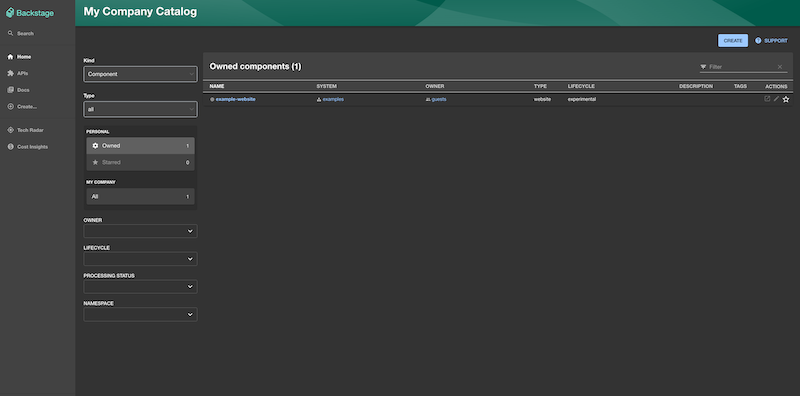 Backstage
Search
Home
APIs
Docs
Create...
Tech Radar
Cost Insights
My Company Catalog
CREATE
SUPPORT
Kind
Component
Type
all
PERSONAL
Owned 1
Starred 0
MY COMPANY
All 1
OWNER
LIFECYCLE
PROCESSING STATUS
NAMESPACE
Owned components (1)
Filter
NAME SYSTEM OWNER TYPE LIFECYCLE DESCRIPTION TAGS ACTIONS
example-website examples guests website experimental